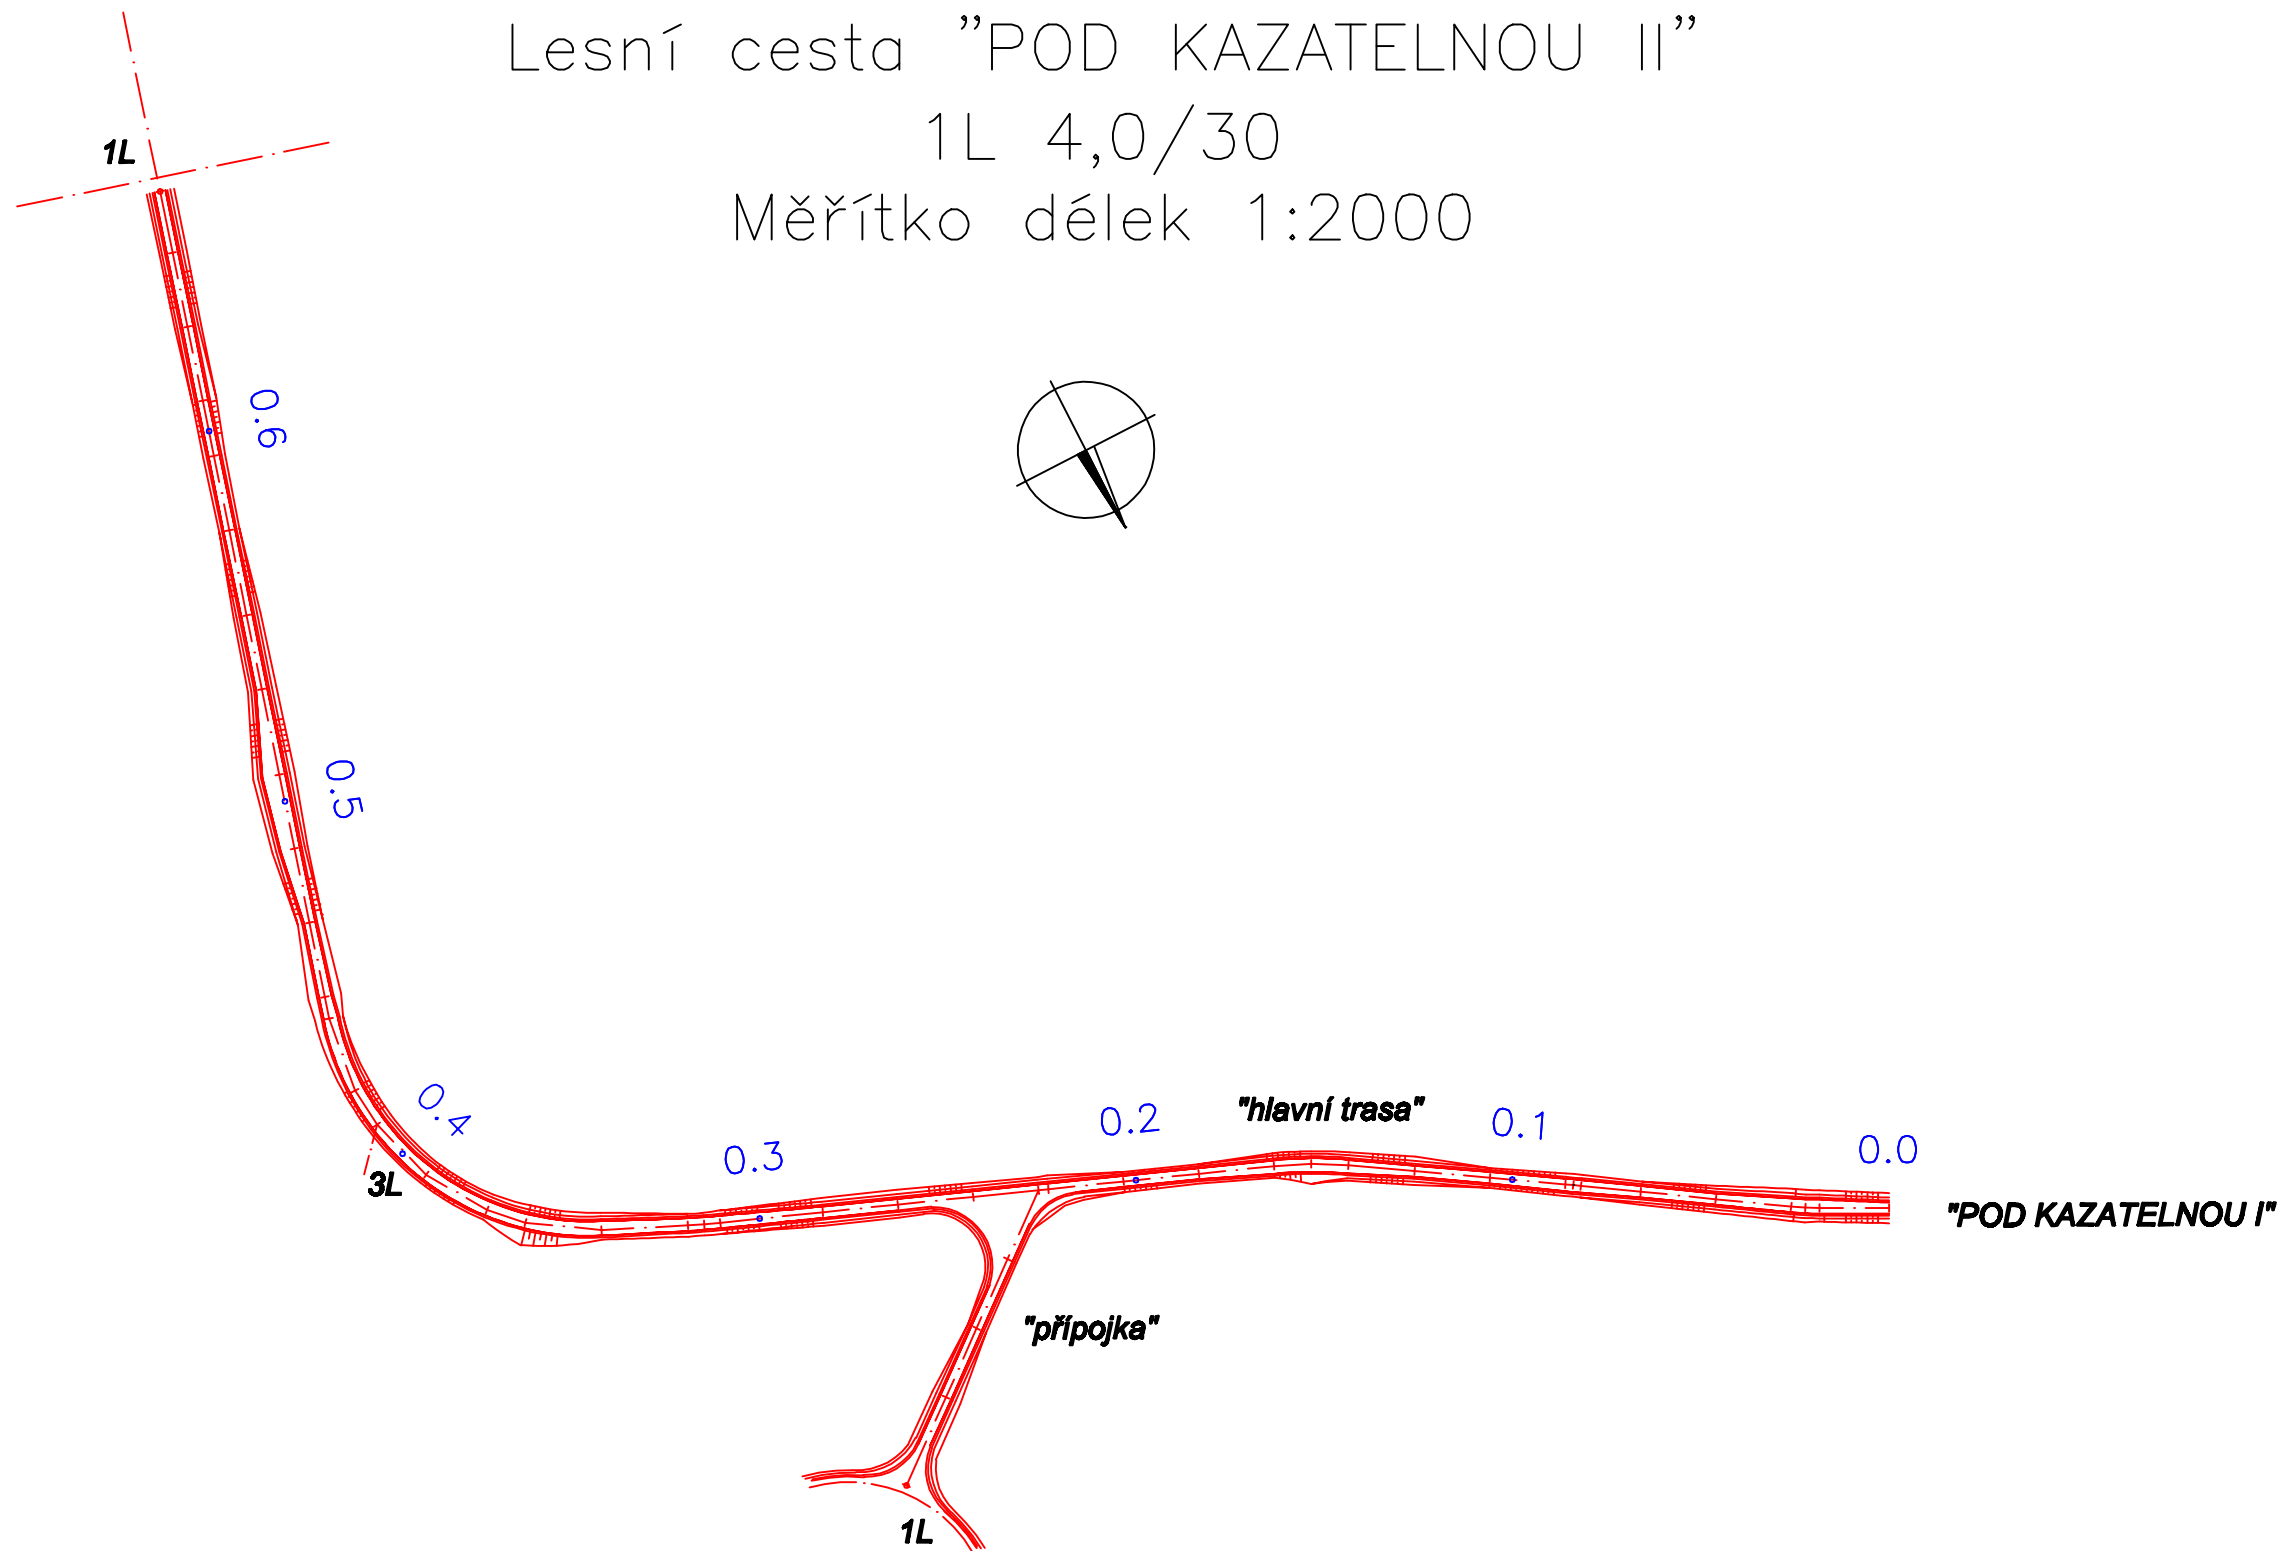 Lesní cesta ”POD KAZATELNOU II”
1L 4,0/30
Měřítko délek 1:2000
1L
0.6
0.5
0.4
3L
0.3
0.2
"hlavní trasa"
0.1
0.0
"POD KAZATELNOU I"
"přípojka"
1L